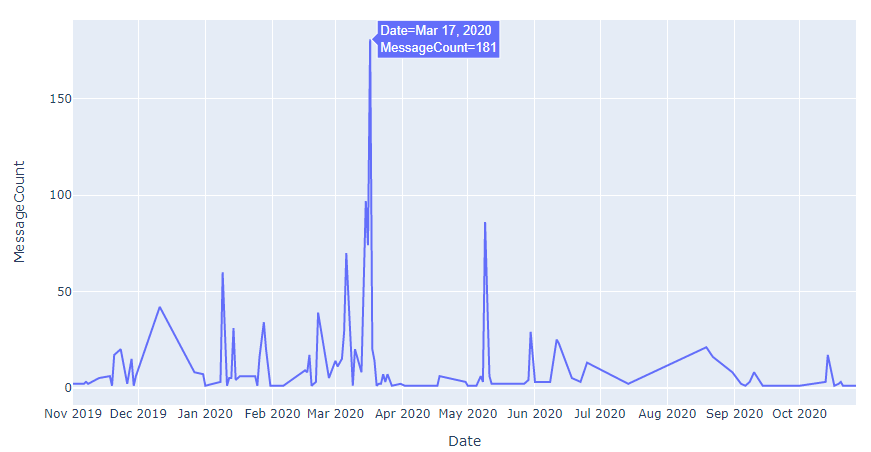 Date=Mar 17, 2020
MessageCount=181
150
100
50
0
MessageCount
Nov 2019 Dec 2019 Jan 2020 Feb 2020 Mar 2020 Apr 2020 May 2020 Jun 2020 Jul 2020 Aug 2020 Sep 2020 Oct 2020
Date